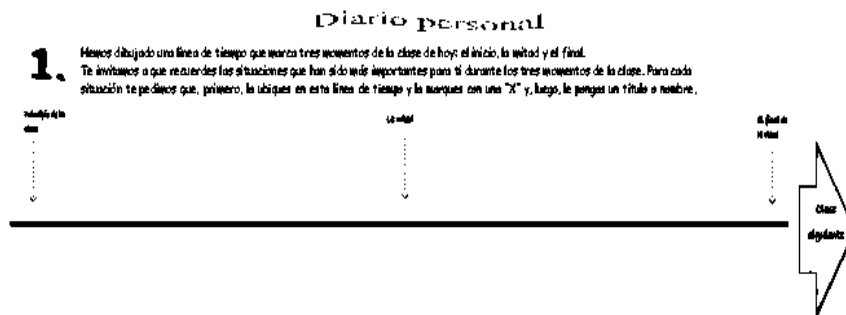 Diario personal
1.
Hemos dibujado una línea de tiempo que marca tres momentos de la clase de hoy: el inicio, la mitad y el final.
Te invitamos a que recuerdes las situaciones que han sido más importantes para ti durante los tres momentos de la clase. Para cada
situación te pedimos que, primero, la ubiques en esta línea de tiempo y la marques con una "X" y, luego, le pongas un título o nombre.
La mitad
Clase
siguiente